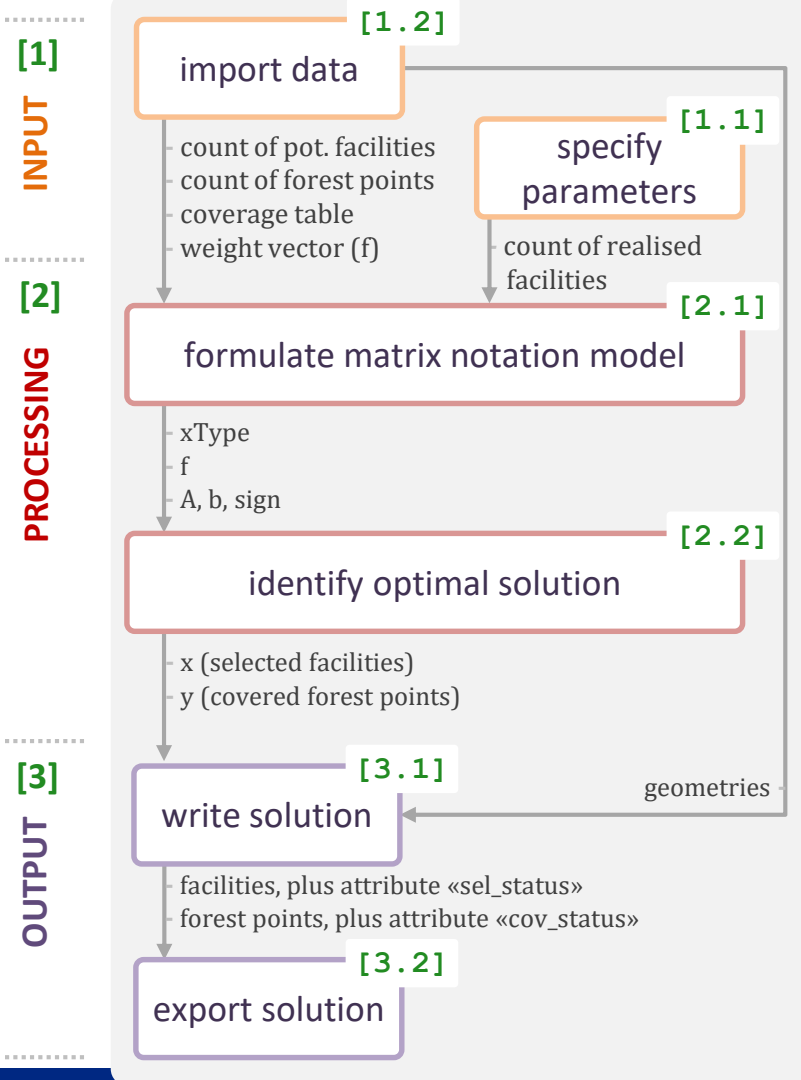 [1]
INPUT
[1.2]
import data
- count of pot. facilities
- count of forest points
- coverage table
- weight vector (f)
[1.1]
specify
parameters
- count of realised
facilities
[2]
PROCESSING
[2.1]
formulate matrix notation model
- xType
- f
- A, b, sign
[2.2]
identify optimal solution
- x (selected facilities)
- y (covered forest points)
[3]
OUTPUT
[3.1]
write solution
geometries -
- facilities, plus attribute «sel_status»
- forest points, plus attribute «cov_status»
[3.2]
export solution